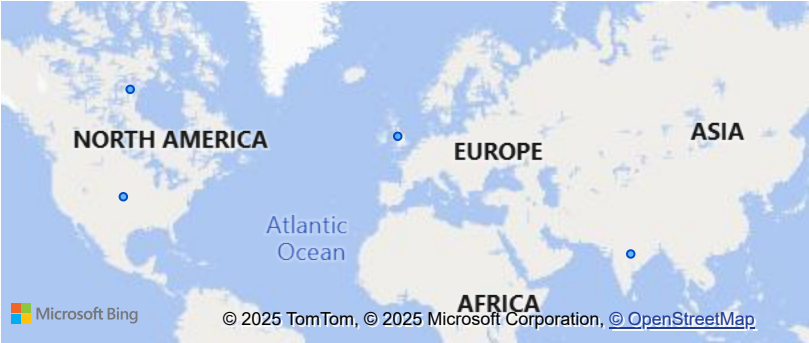 NORTH AMERICA
EUROPE
ASIA
Atlantic
Ocean
AFRICA
Microsoft Bing
© 2025 TomTom, © 2025 Microsoft Corporation, © OpenStreetMap